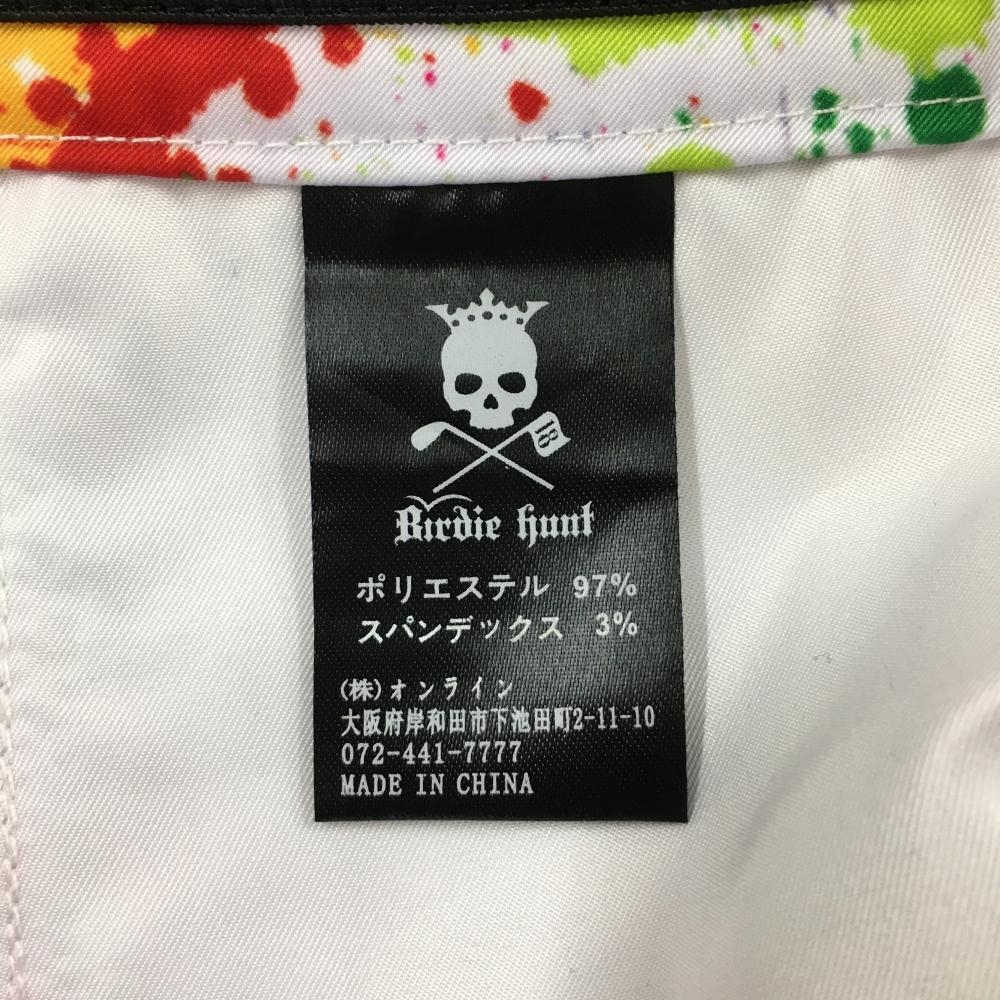 18
Birdie hunt
ポリエステル 97%
スパンデックス 3%
(株)オンライン
大阪府岸和田市下池田町2-11-10
072-441-7777
MADE IN CHINA